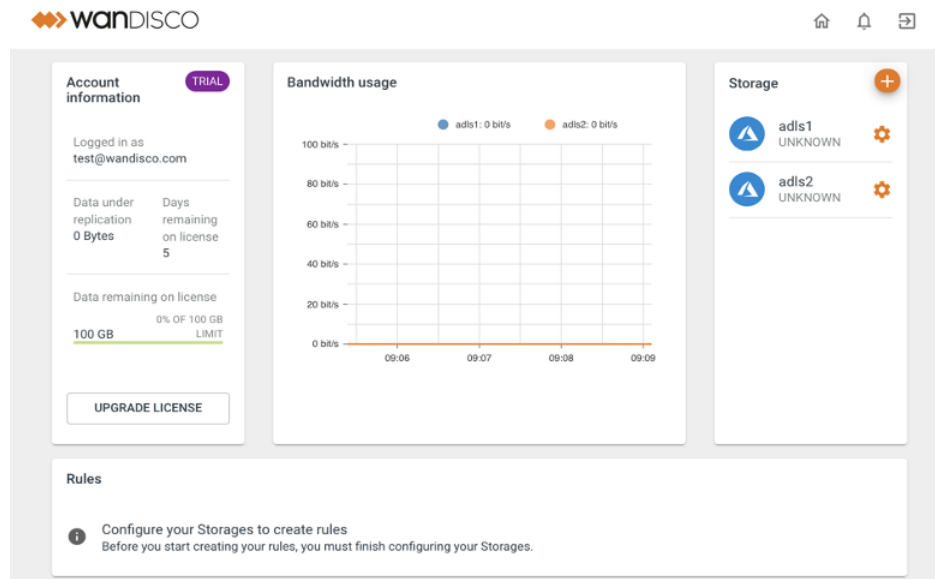 WANDISCO
Account
information
TRIAL
Logged in as
test@wandisco.com
Data under
replication
0 Bytes
Days
remaining
on license
5
Data remaining on license
100 GB
0% OF 100 GB
LIMIT
UPGRADE LICENSE
Bandwidth usage
adls1: 0 bit/s
adls2: 0 bit/s
100 bit/s
80 bit/s
60 bit/s
40 bit/s
20 bit/s
0 bit/s
09:06 09:07 09:08 09:09
Storage
adls1
UNKNOWN
adls2
UNKNOWN
Rules
Configure your Storages to create rules
Before you start creating your rules, you must finish configuring your Storages.